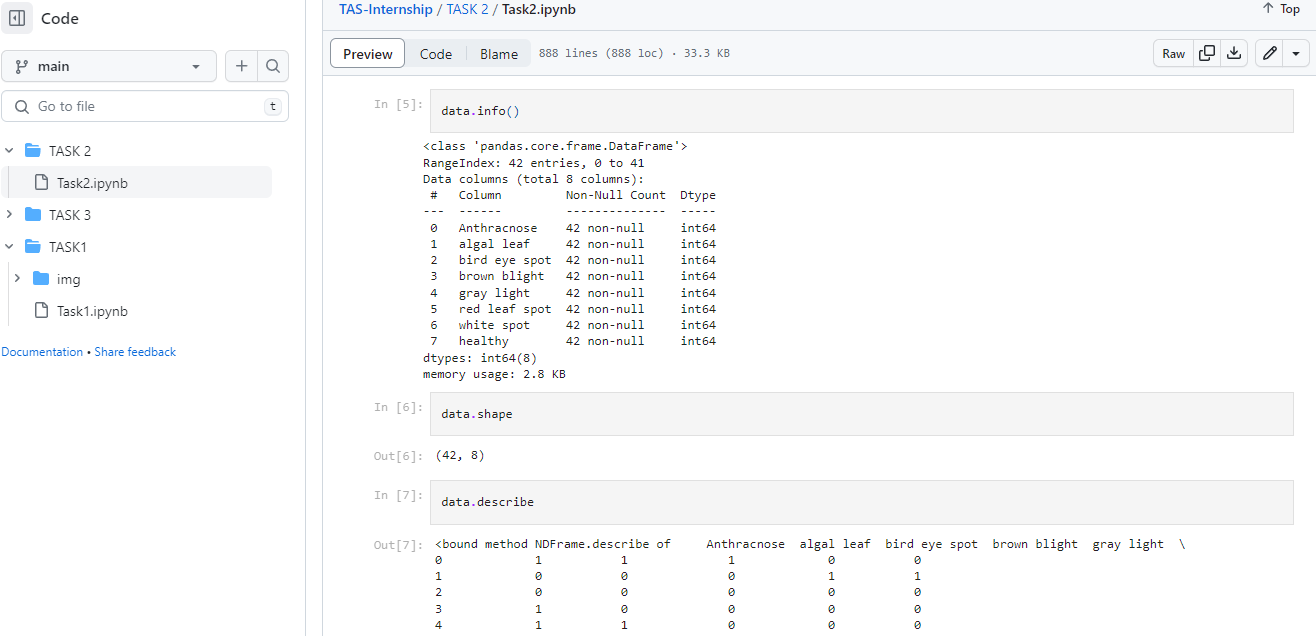 Code
main
Go to file
t
TASK 2
Task2.ipynb
TASK 3
TASK1
img
Task1.ipynb
Documentation • Share feedback
TAS-Internship / TASK 2 / Task2.ipynb
Top
Preview Code Blame 888 lines (888 loc) · 33.3 KB
Raw
In [5]: data.info()
<class 'pandas.core.frame.DataFrame'>
RangeIndex: 42 entries, 0 to 41
Data columns (total 8 columns):
# Column Non-Null Count Dtype
--- ------ -------------- -----
0 Anthracnose 42 non-null int64
1 algal leaf 42 non-null int64
2 bird eye spot 42 non-null int64
3 brown blight 42 non-null int64
4 gray light 42 non-null int64
5 red leaf spot 42 non-null int64
6 white spot 42 non-null int64
7 healthy 42 non-null int64
dtypes: int64(8)
memory usage: 2.8 KB
In [6]: data.shape
Out[6]: (42, 8)
In [7]: data.describe
Out[7]: <bound method NDFrame.describe of Anthracnose algal leaf bird eye spot brown blight gray light \
0 1 1 1 0 0
1 0 0 0 1 1
2 0 0 0 0 0
3 1 0 0 0 0
4 1 1 0 0 0